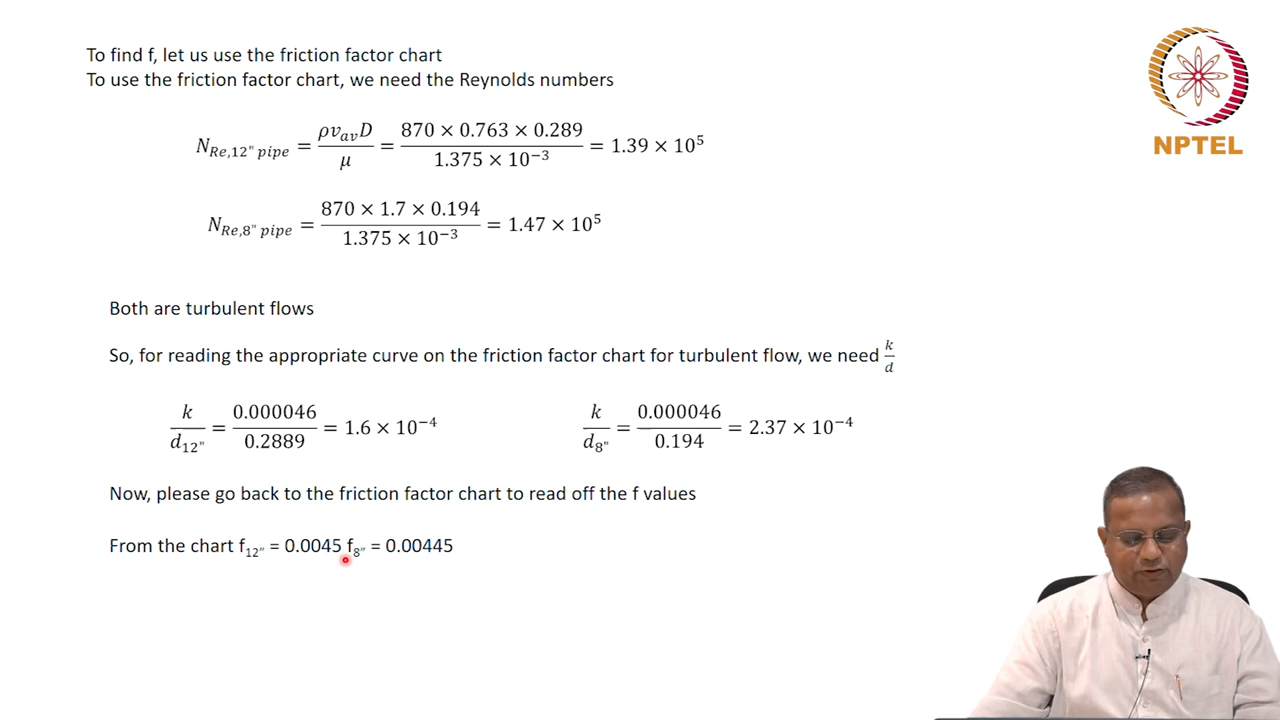 To find f, let us use the friction factor chart
To use the friction factor chart, we need the Reynolds numbers
NPTEL
N_{Re,12" pipe} = ρv_{av}D / μ = 870 × 0.763 × 0.289 / 1.375 × 10^{−3} = 1.39 × 10^5
N_{Re,8" pipe} = 870 × 1.7 × 0.194 / 1.375 × 10^{−3} = 1.47 × 10^5
Both are turbulent flows
So, for reading the appropriate curve on the friction factor chart for turbulent flow, we need k/d
k / d_{12"} = 0.000046 / 0.2889 = 1.6 × 10^{−4}
k / d_{8"} = 0.000046 / 0.194 = 2.37 × 10^{−4}
Now, please go back to the friction factor chart to read off the f values
From the chart f_{12"} = 0.0045 f_{8"} = 0.00445